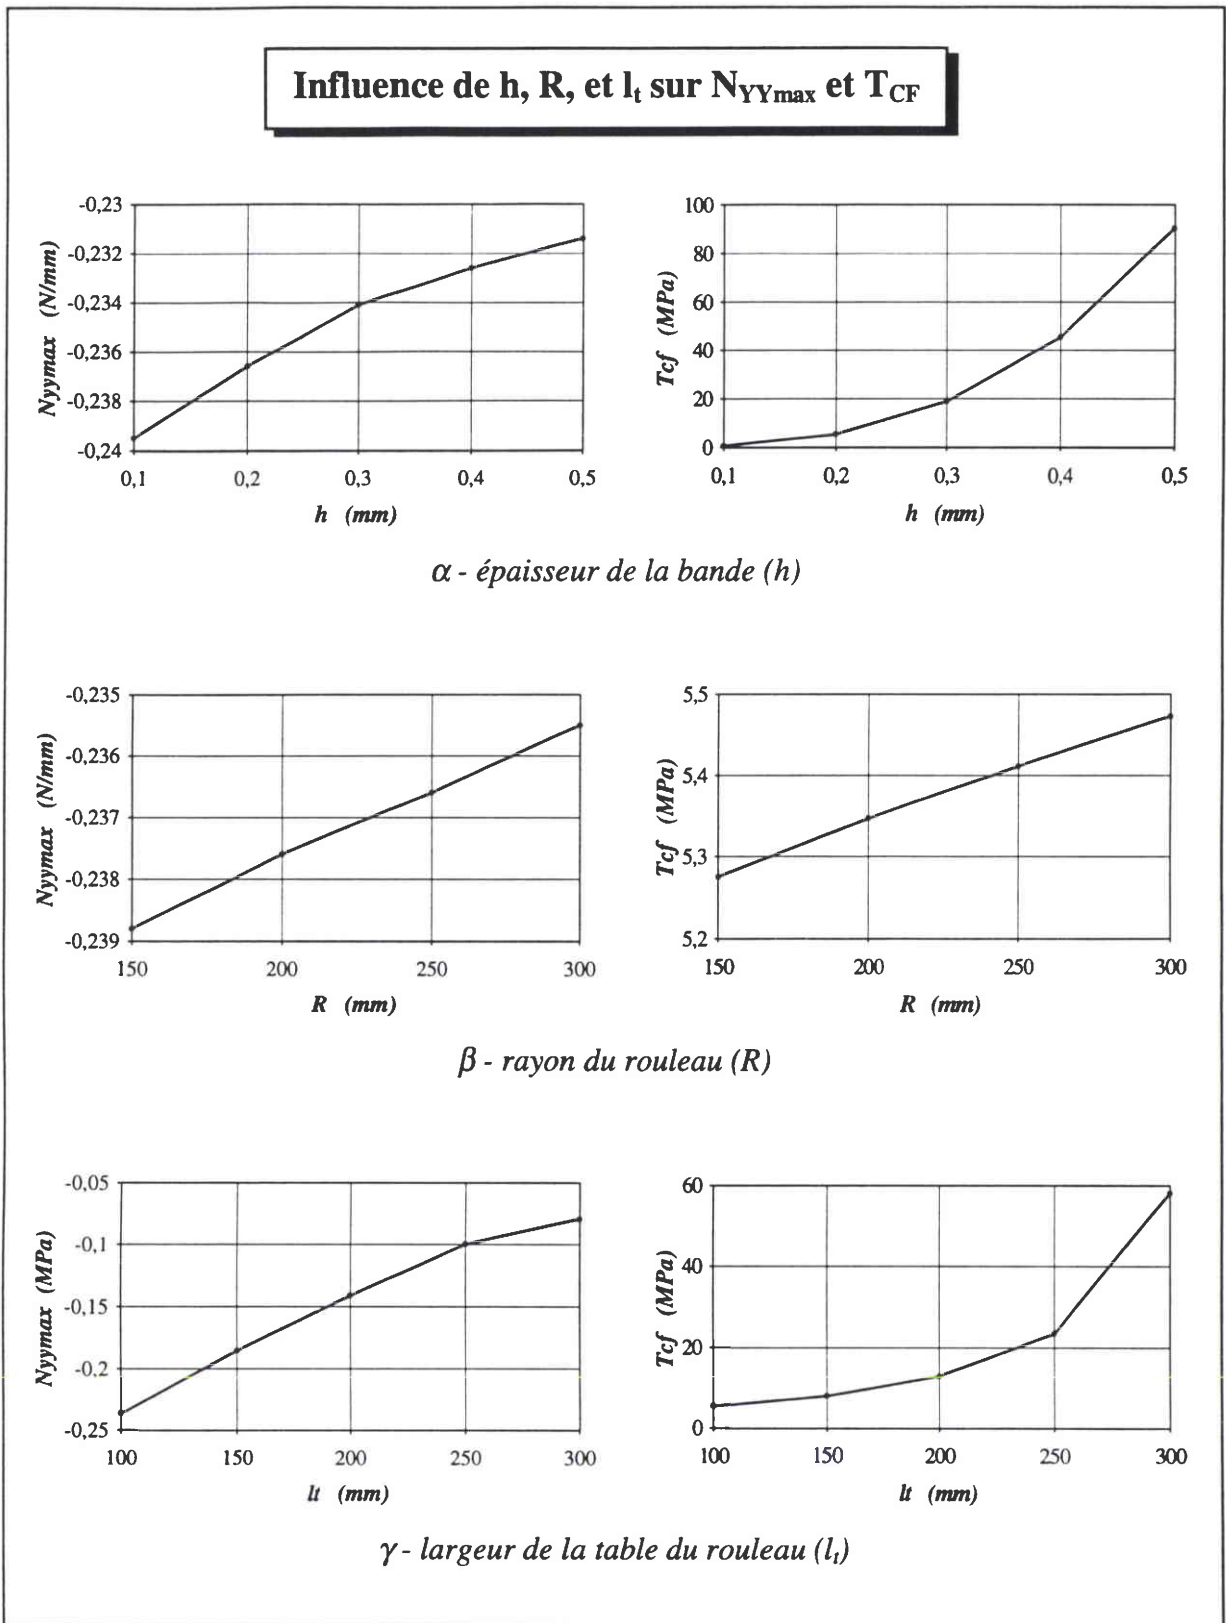 Influence de h, R, et lt sur NYYmax et TCF
-0,23
-0,232
-0,234
-0,236
-0,238
-0,24
Nyymax (N/mm)
0,1 0,2 0,3 0,4 0,5
h (mm)
100
80
60
40
20
0
Tcf (MPa)
0,1 0,2 0,3 0,4 0,5
h (mm)
α - épaisseur de la bande (h)
-0,235
-0,236
-0,237
-0,238
-0,239
Nyymax (N/mm)
150 200 250 300
R (mm)
5,5
5,4
5,3
5,2
Tcf (MPa)
150 200 250 300
R (mm)
β - rayon du rouleau (R)
-0,05
-0,1
-0,15
-0,2
-0,25
Nyymax (MPa)
100 150 200 250 300
lt (mm)
60
40
20
0
Tcf (MPa)
100 150 200 250 300
lt (mm)
γ - largeur de la table du rouleau (lt)